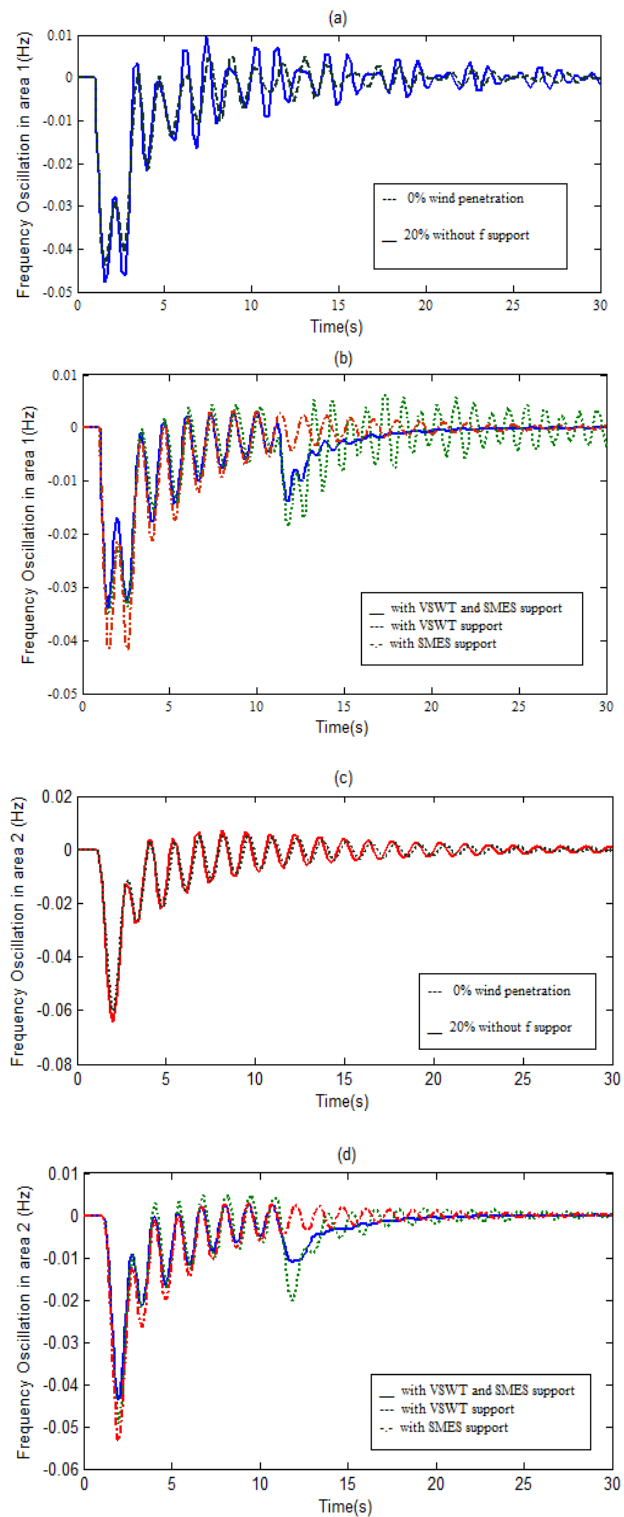 (a)
Frequency Oscillation in area 1(Hz)
0.01
0
-0.01
-0.02
-0.03
-0.04
-0.05
0% wind penetration
20% without f support
0 5 10 15 20 25 30
Time(s)
(b)
Frequency Oscillation in area 1(Hz)
0.01
0
-0.01
-0.02
-0.03
-0.04
-0.05
with VSWT and SMES support
with VSWT support
with SMES support
0 5 10 15 20 25 30
Time(s)
(c)
Frequency Oscillation in area 2 (Hz)
0.02
0
-0.02
-0.04
-0.06
-0.08
0% wind penetration
20% without f suppor
0 5 10 15 20 25 30
Time(s)
(d)
Frequency Oscillation in area 2 (Hz)
0.01
0
-0.01
-0.02
-0.03
-0.04
-0.05
-0.06
with VSWT and SMES support
with VSWT support
with SMES support
0 5 10 15 20 25 30
Time(s)